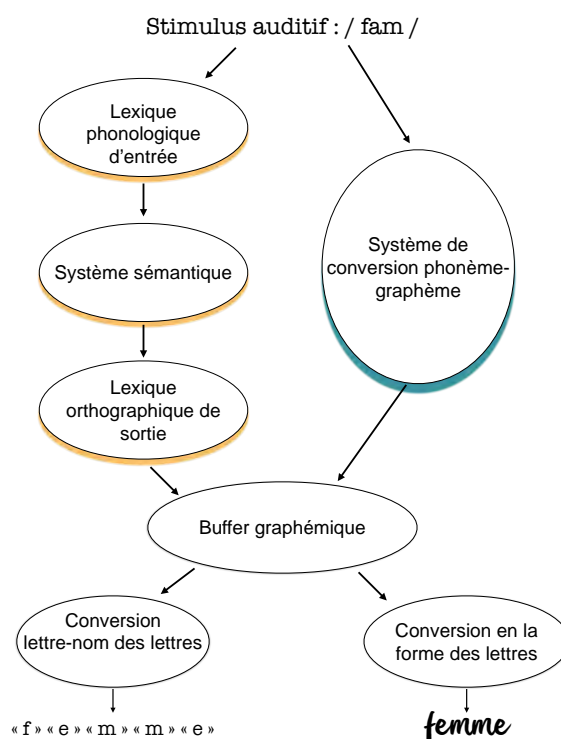 Stimulus auditif : / fam /
Lexique
phonologique
d'entrée
Système de
conversion phonème-
graphème
Système sémantique
Lexique
orthographique de
sortie
Buffer graphémique
Conversion
lettre-nom des lettres
Conversion en la
forme des lettres
« f » « e » « m » « m » « e »
femme